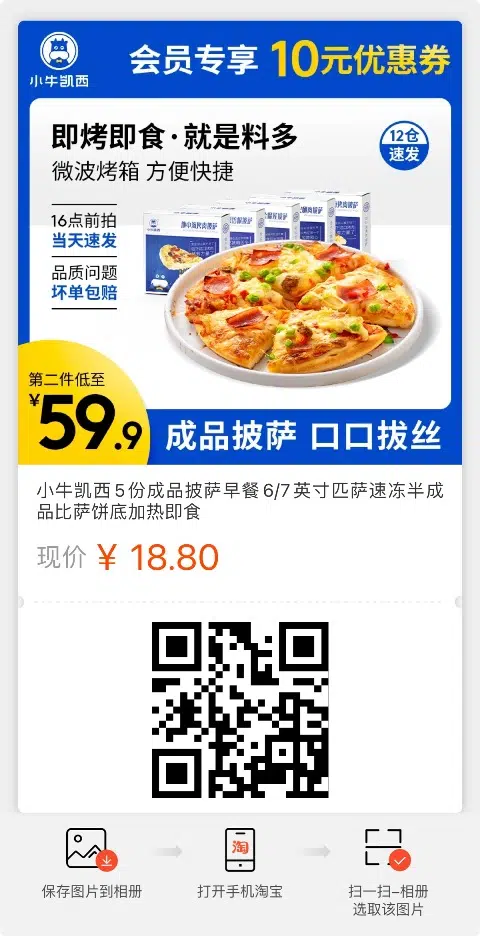 小牛凯西
会员专享 10元优惠券
即烤即食·就是料多
微波烤箱 方便快捷
12仓
速发
16点前拍
当天速发
品质问题
坏单包赔
第二件低至
¥59.9
成品披萨 口口拔丝
小牛凯西5份成品披萨早餐6/7英寸匹萨速冻半成
品比萨饼底加热即食
现价 ¥ 18.80
淘
保存图片到相册
打开手机淘宝
扫一扫-相册
选取该图片